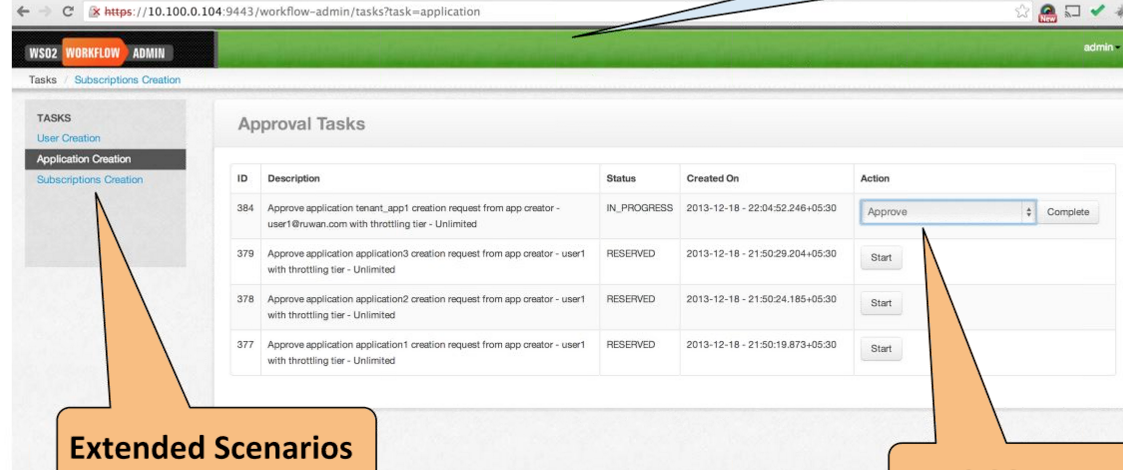 https://10.100.0.104:9443/workflow-admin/tasks?task=application
New
WSO2 WORKFLOW ADMIN
admin
Tasks / Subscriptions Creation
TASKS
User Creation
Application Creation
Subscriptions Creation
Approval Tasks
ID Description Status Created On Action
384 Approve application tenant_app1 creation request from app creator - IN_PROGRESS 2013-12-18 - 22:04:52.246+05:30 Approve Complete
user1@ruwan.com with throttling tier - Unlimited
379 Approve application application3 creation request from app creator - user1 RESERVED 2013-12-18 - 21:50:29.204+05:30 Start
with throttling tier - Unlimited
378 Approve application application2 creation request from app creator - user1 RESERVED 2013-12-18 - 21:50:24.185+05:30 Start
with throttling tier - Unlimited
377 Approve application application1 creation request from app creator - user1 RESERVED 2013-12-18 - 21:50:19.873+05:30 Start
with throttling tier - Unlimited
Extended Scenarios